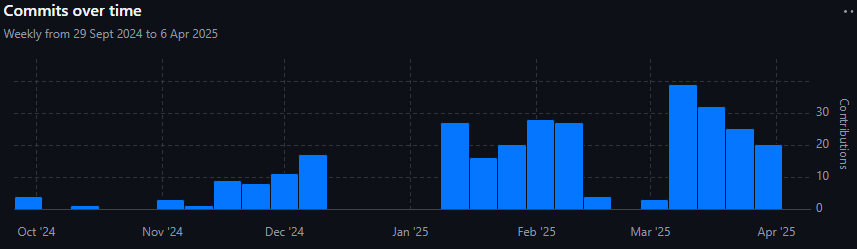 Commits over time
Weekly from 29 Sept 2024 to 6 Apr 2025
30
20
10
0
Contributions
Oct '24 Nov '24 Dec '24 Jan '25 Feb '25 Mar '25 Apr '25